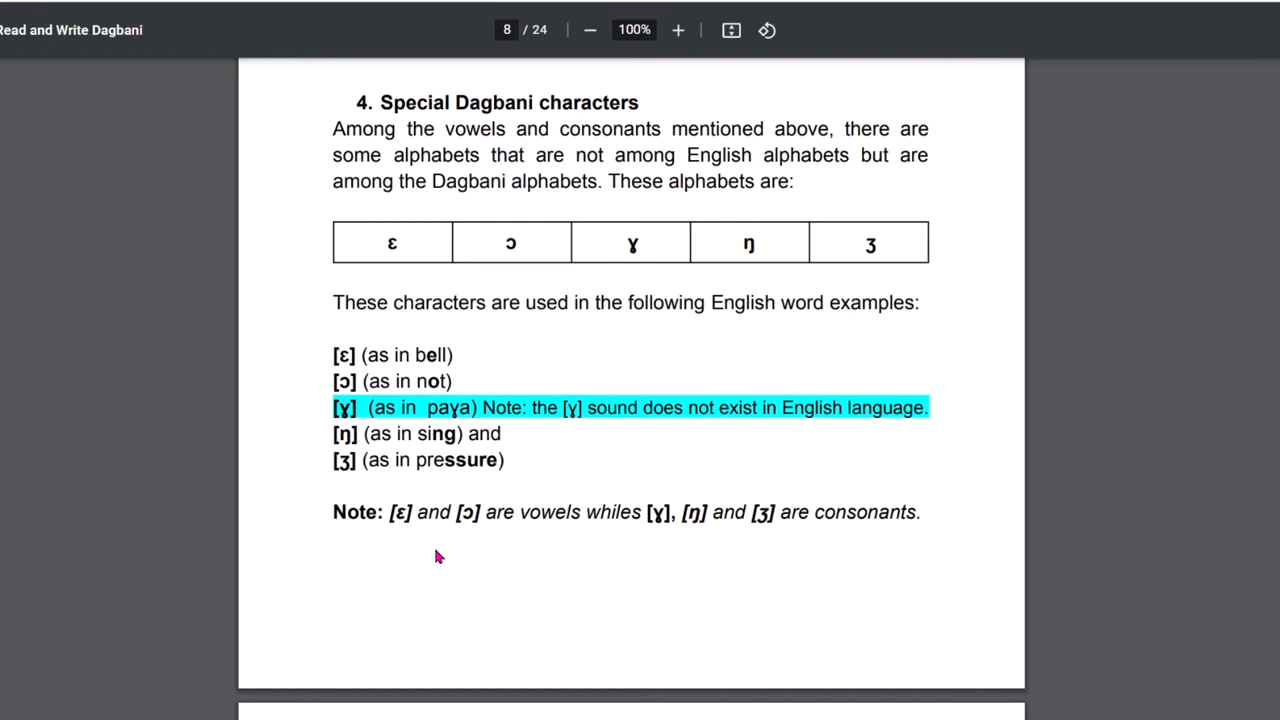 Read and Write Dagbani
8 / 24
100%
4. Special Dagbani characters
Among the vowels and consonants mentioned above, there are
some alphabets that are not among English alphabets but are
among the Dagbani alphabets. These alphabets are:
ɛ ɔ ɣ ŋ ʒ
These characters are used in the following English word examples:
[ɛ] (as in bell)
[ɔ] (as in not)
[ɣ] (as in paɣa) Note: the [ɣ] sound does not exist in English language.
[ŋ] (as in sing) and
[ʒ] (as in pressure)
Note: [ɛ] and [ɔ] are vowels whiles [ɣ], [ŋ] and [ʒ] are consonants.